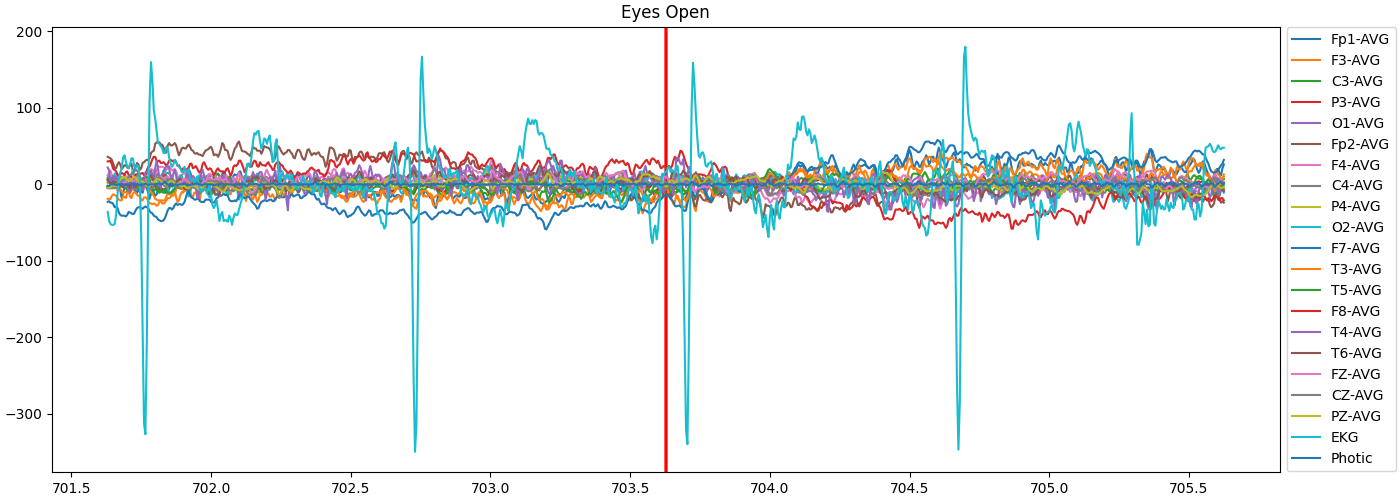 Eyes Open
200
100
0
−100
−200
−300
701.5 702.0 702.5 703.0 703.5 704.0 704.5 705.0 705.5
Fp1-AVG
F3-AVG
C3-AVG
P3-AVG
O1-AVG
Fp2-AVG
F4-AVG
C4-AVG
P4-AVG
O2-AVG
F7-AVG
T3-AVG
T5-AVG
F8-AVG
T4-AVG
T6-AVG
FZ-AVG
CZ-AVG
PZ-AVG
EKG
Photic